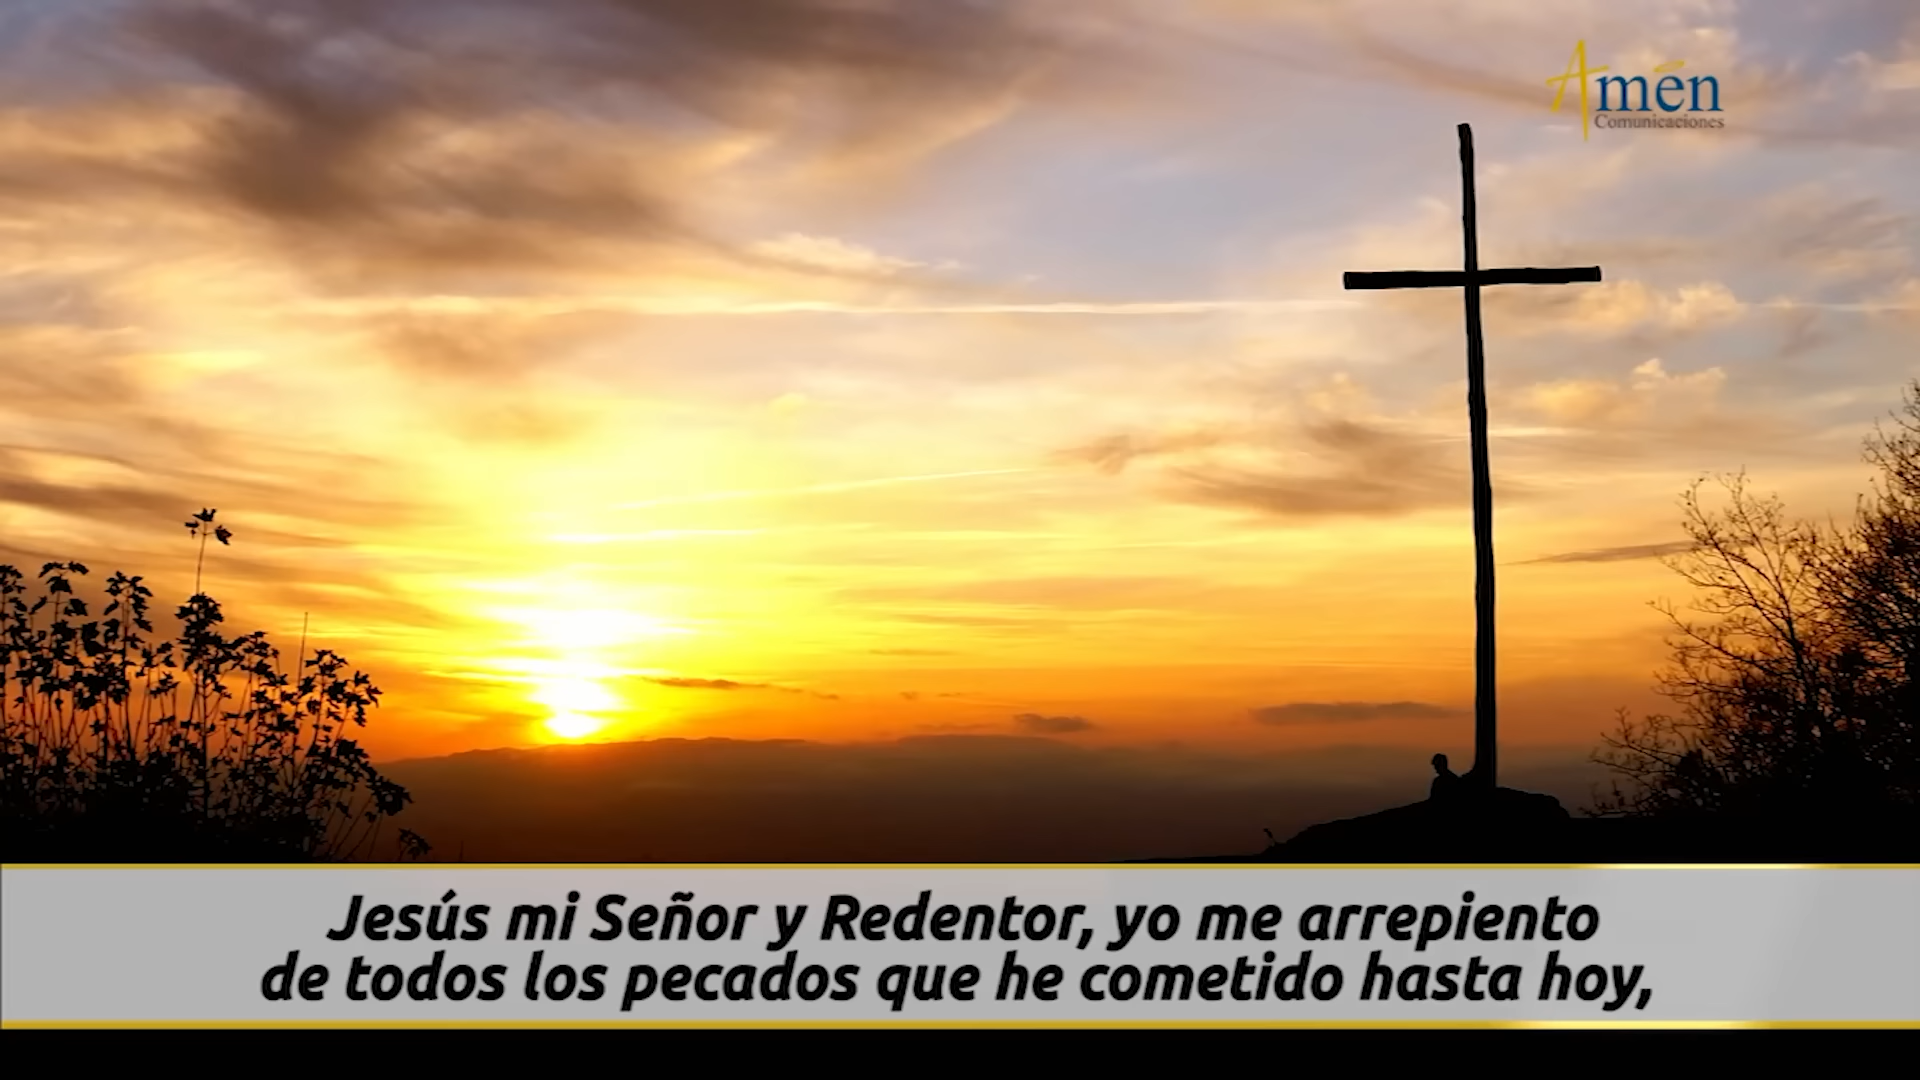 Amén
Comunicaciones
Jesús mi Señor y Redentor, yo me arrepiento
de todos los pecados que he cometido hasta hoy,